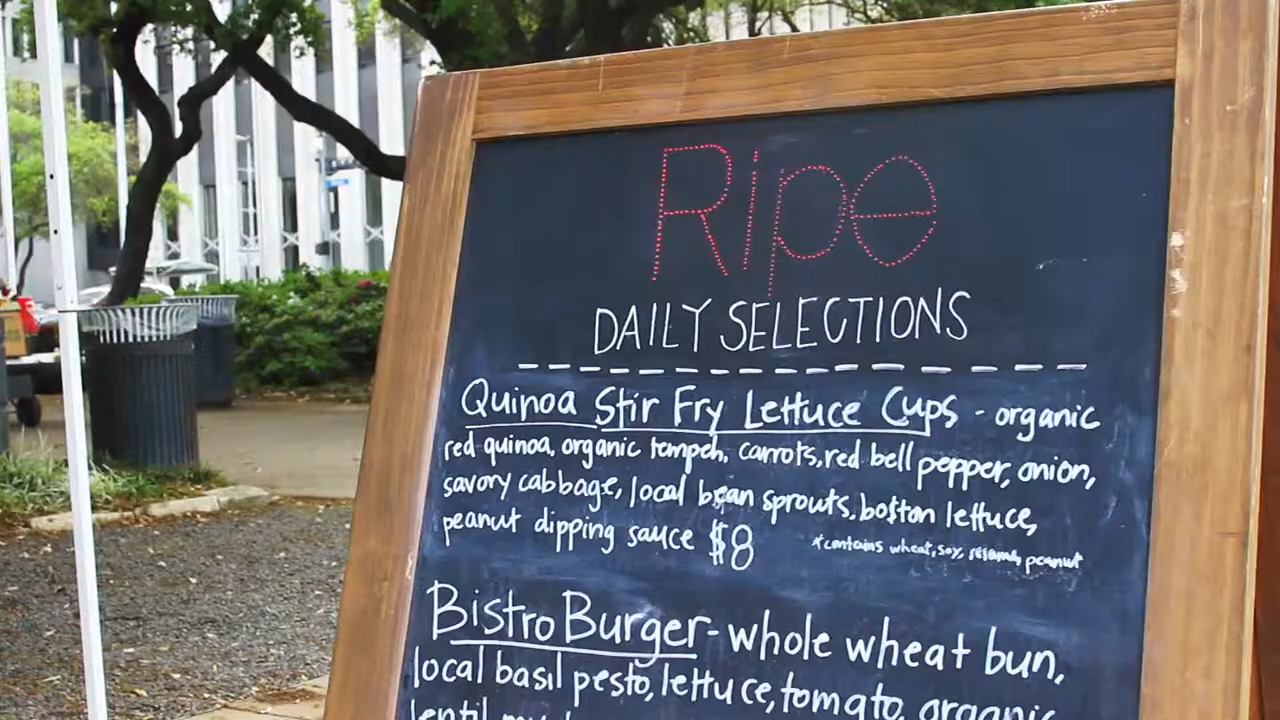 Ripe
DAILY SELECTIONS
Quinoa Stir Fry Lettuce Cups - organic
red quinoa, organic tempeh, carrots, red bell pepper, onion,
savory cabbage, local bean sprouts, boston lettuce,
peanut dipping sauce $8
*contains wheat, soy, sesame, peanut
Bistro Burger - whole wheat bun,
local basil pesto, lettuce, tomato, organic
lentil